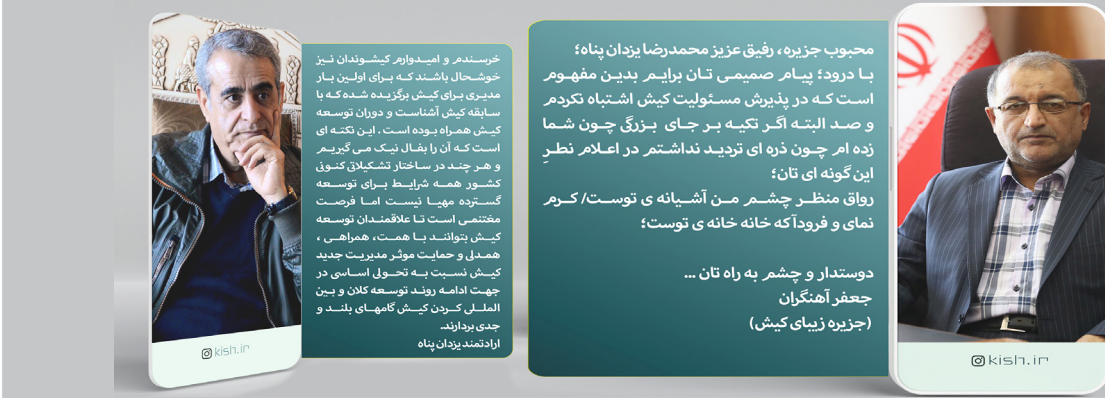 محبوب جزیره، رفیق عزیز محمدرضا یزدان پناه؛
با درود؛ پیام صمیمی تان برایم بدین مفهوم
است که در پذیرش مسئولیت کیش اشتباه نکردم
و صد البته اگر تکیه بر جای بزرگی چون شما
زده ام چون ذره ای تردید نداشتم در اعلام نظرِ
این گونه ای تان؛
رواق منظر چشم من آشیانه ی توست/ کرم
نمای و فرودآ که خانه خانه ی توست؛
دوستدار و چشم به راه تان ...
جعفر آهنگران
(جزیره زیبای کیش)
kish.ir
خرسندم و امیدوارم کیشوندان نیز
خوشحال باشند که برای اولین بار
مدیری برای کیش برگزیده شده که با
سابقه کیش آشناست و دوران توسعه
کیش همراه بوده است . این نکته ای
است که آن را بفال نیک می گیریم
و هر چند در ساختار تشکیلاتی کنونی
کشور همه شرایط برای توسعه
گسترده مهیا نیست اما فرصت
مغتنمی است تا علاقمندان توسعه
کیش بتوانند با همت، همراهی ،
همدلی و حمایت موثر مدیریت جدید
کیش نسبت به تحولی اساسی در
جهت ادامه روند توسعه کلان و بین
المللی کردن کیش گامهای بلند و
جدی بردارند.
ارادتمند یزدان پناه
kish.ir